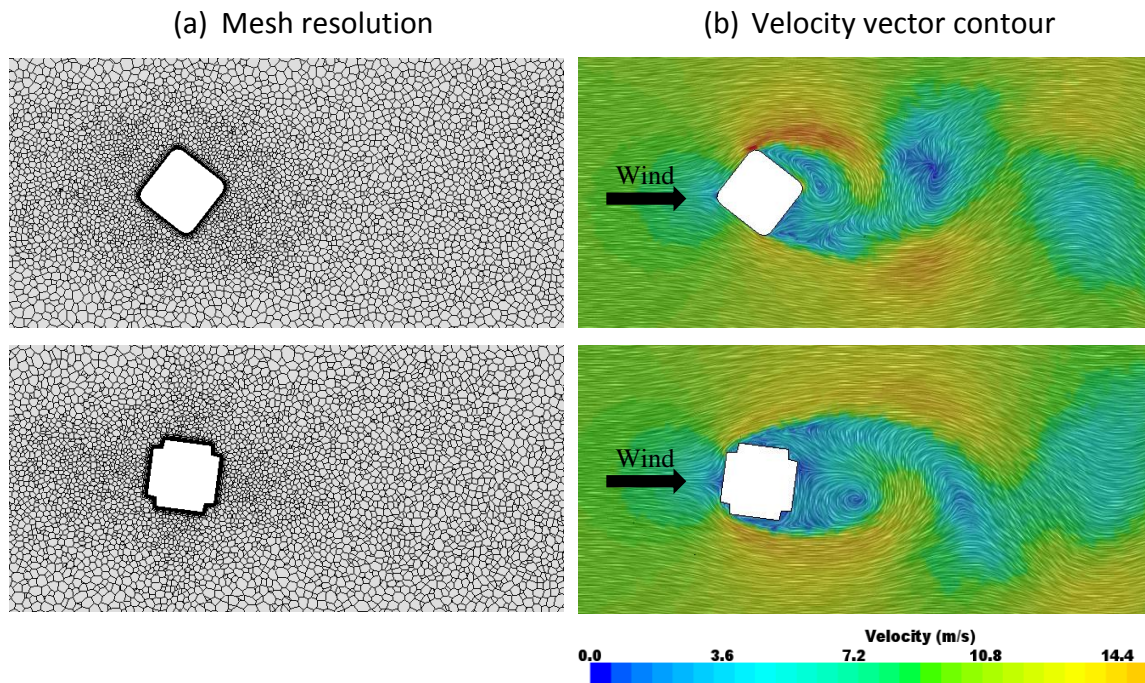 (a) Mesh resolution
(b) Velocity vector contour
Wind
Wind
Velocity (m/s)
0.0 3.6 7.2 10.8 14.4